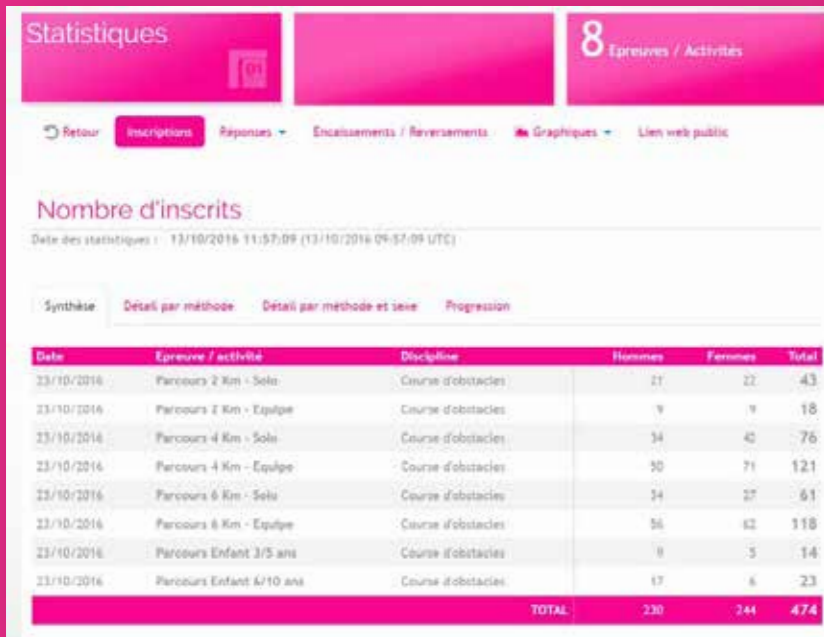 Statistiques
8 Epreuves / Activités
Retour Inscriptions Réponses Encaissements / Reversements Graphiques Lien web public
Nombre d'inscrits
Date des statistiques : 13/10/2016 11:57:09 (13/10/2016 09:57:09 UTC)
Synthèse Détail par méthode Détail par méthode et sexe Progression
Date Epreuve / activité Discipline Hommes Femmes Total
23/10/2016 Parcours 2 Km - Solo Course d'obstacles 21 22 43
23/10/2016 Parcours 2 Km - Equipe Course d'obstacles 9 9 18
23/10/2016 Parcours 4 Km - Solo Course d'obstacles 34 42 76
23/10/2016 Parcours 4 Km - Equipe Course d'obstacles 50 71 121
23/10/2016 Parcours 6 Km - Solo Course d'obstacles 34 27 61
23/10/2016 Parcours 6 Km - Equipe Course d'obstacles 56 62 118
23/10/2016 Parcours Enfant 3/5 ans Course d'obstacles 9 5 14
23/10/2016 Parcours Enfant 6/10 ans Course d'obstacles 17 6 23
TOTAL 230 244 474